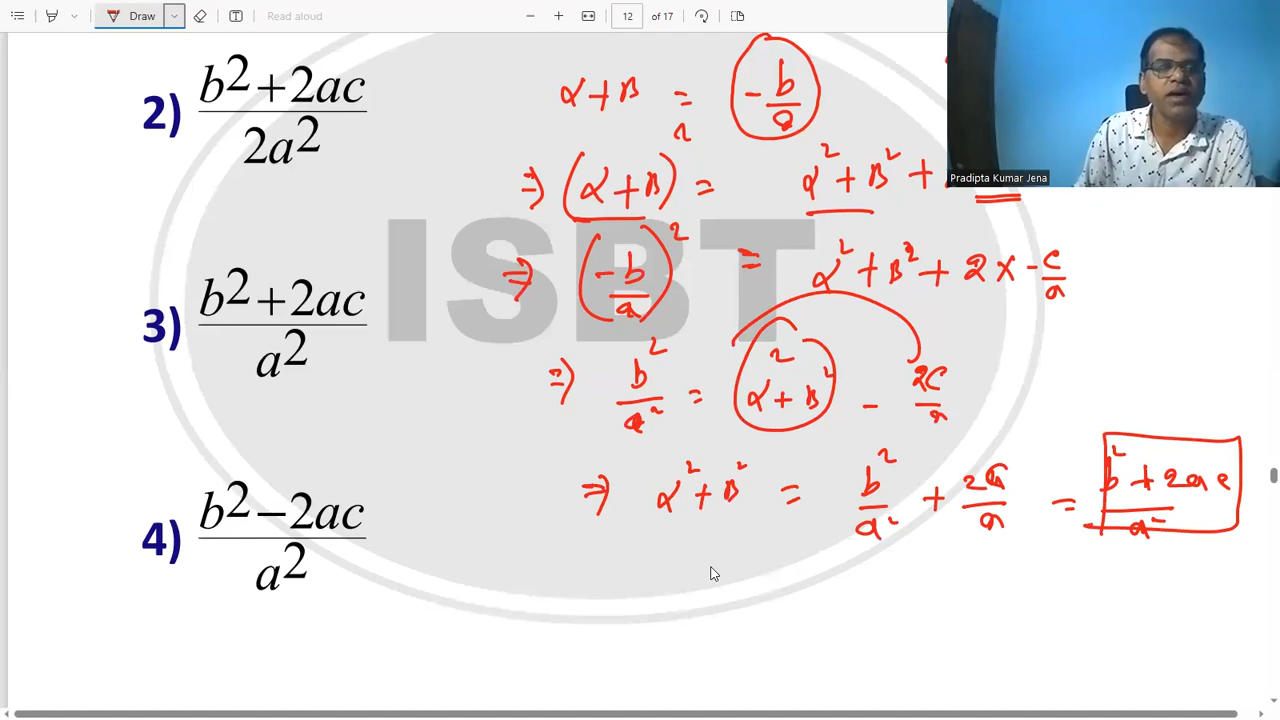 Draw
Read aloud
12 of 17
Pradipta Kumar Jena
ISBT
2) b²+2ac / 2a²
3) b²+2ac / a²
4) b²−2ac / a²
α+β = -b/a
⇒ (α+β)² = α²+β²+
⇒ (-b/a)² = α²+β²+ 2 × -c/a
⇒ b²/a² = α²+β² - 2c/a
⇒ α²+β² = b²/a² + 2c/a = b²+2ac / a²